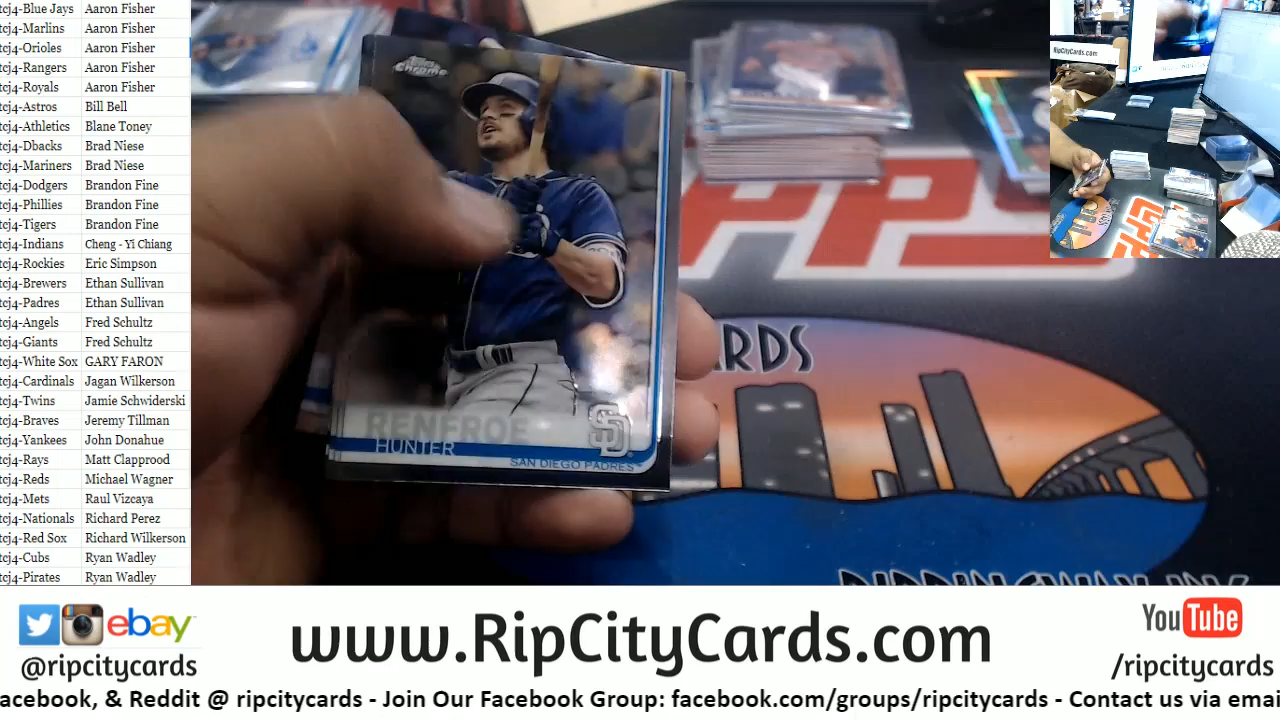 tcj4-Blue Jays Aaron Fisher
tcj4-Marlins Aaron Fisher
tcj4-Orioles Aaron Fisher
tcj4-Rangers Aaron Fisher
tcj4-Royals Aaron Fisher
tcj4-Astros Bill Bell
tcj4-Athletics Blane Toney
tcj4-Dbacks Brad Niese
tcj4-Mariners Brad Niese
tcj4-Dodgers Brandon Fine
tcj4-Phillies Brandon Fine
tcj4-Tigers Brandon Fine
tcj4-Indians Cheng - Yi Chiang
tcj4-Rockies Eric Simpson
tcj4-Brewers Ethan Sullivan
tcj4-Padres Ethan Sullivan
tcj4-Angels Fred Schultz
tcj4-Giants Fred Schultz
tcj4-White Sox GARY FARON
tcj4-Cardinals Jagan Wilkerson
tcj4-Twins Jamie Schwiderski
tcj4-Braves Jeremy Tillman
tcj4-Yankees John Donahue
tcj4-Rays Matt Clapprood
tcj4-Reds Michael Wagner
tcj4-Mets Raul Vizcaya
tcj4-Nationals Richard Perez
tcj4-Red Sox Richard Wilkerson
tcj4-Cubs Ryan Wadley
tcj4-Pirates Ryan Wadley
Topps Chrome
RENFROE
HUNTER
SD
SAN DIEGO PADRES
PPS
RDS
RipCityCards.com
ebay
@ripcitycards
www.RipCityCards.com
YouTube
/ripcitycards
acebook, & Reddit @ ripcitycards - Join Our Facebook Group: facebook.com/groups/ripcitycards - Contact us via emai